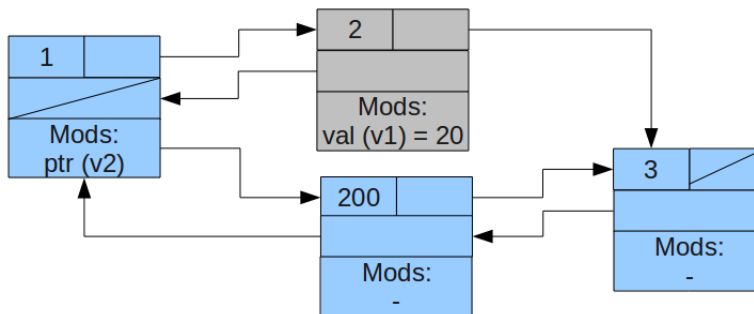 1
Mods:
ptr (v2)
2
Mods:
val (v1) = 20
200
Mods:
-
3
Mods:
-